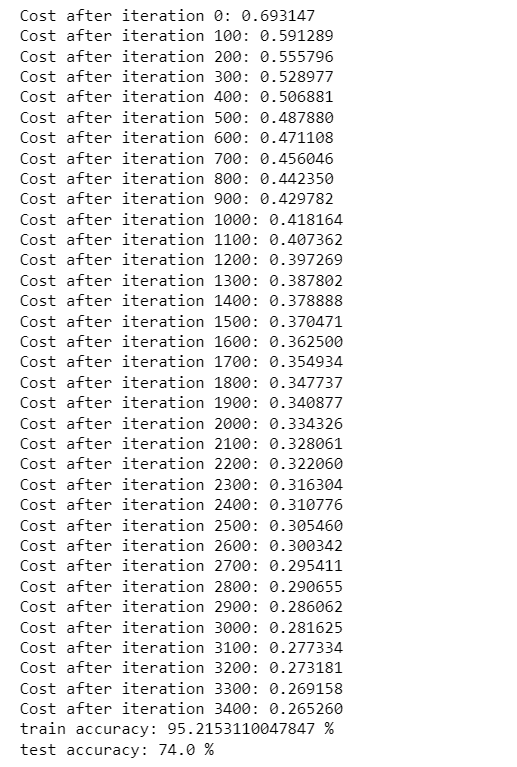 Cost after iteration 0: 0.693147
Cost after iteration 100: 0.591289
Cost after iteration 200: 0.555796
Cost after iteration 300: 0.528977
Cost after iteration 400: 0.506881
Cost after iteration 500: 0.487880
Cost after iteration 600: 0.471108
Cost after iteration 700: 0.456046
Cost after iteration 800: 0.442350
Cost after iteration 900: 0.429782
Cost after iteration 1000: 0.418164
Cost after iteration 1100: 0.407362
Cost after iteration 1200: 0.397269
Cost after iteration 1300: 0.387802
Cost after iteration 1400: 0.378888
Cost after iteration 1500: 0.370471
Cost after iteration 1600: 0.362500
Cost after iteration 1700: 0.354934
Cost after iteration 1800: 0.347737
Cost after iteration 1900: 0.340877
Cost after iteration 2000: 0.334326
Cost after iteration 2100: 0.328061
Cost after iteration 2200: 0.322060
Cost after iteration 2300: 0.316304
Cost after iteration 2400: 0.310776
Cost after iteration 2500: 0.305460
Cost after iteration 2600: 0.300342
Cost after iteration 2700: 0.295411
Cost after iteration 2800: 0.290655
Cost after iteration 2900: 0.286062
Cost after iteration 3000: 0.281625
Cost after iteration 3100: 0.277334
Cost after iteration 3200: 0.273181
Cost after iteration 3300: 0.269158
Cost after iteration 3400: 0.265260
train accuracy: 95.2153110047847 %
test accuracy: 74.0 %